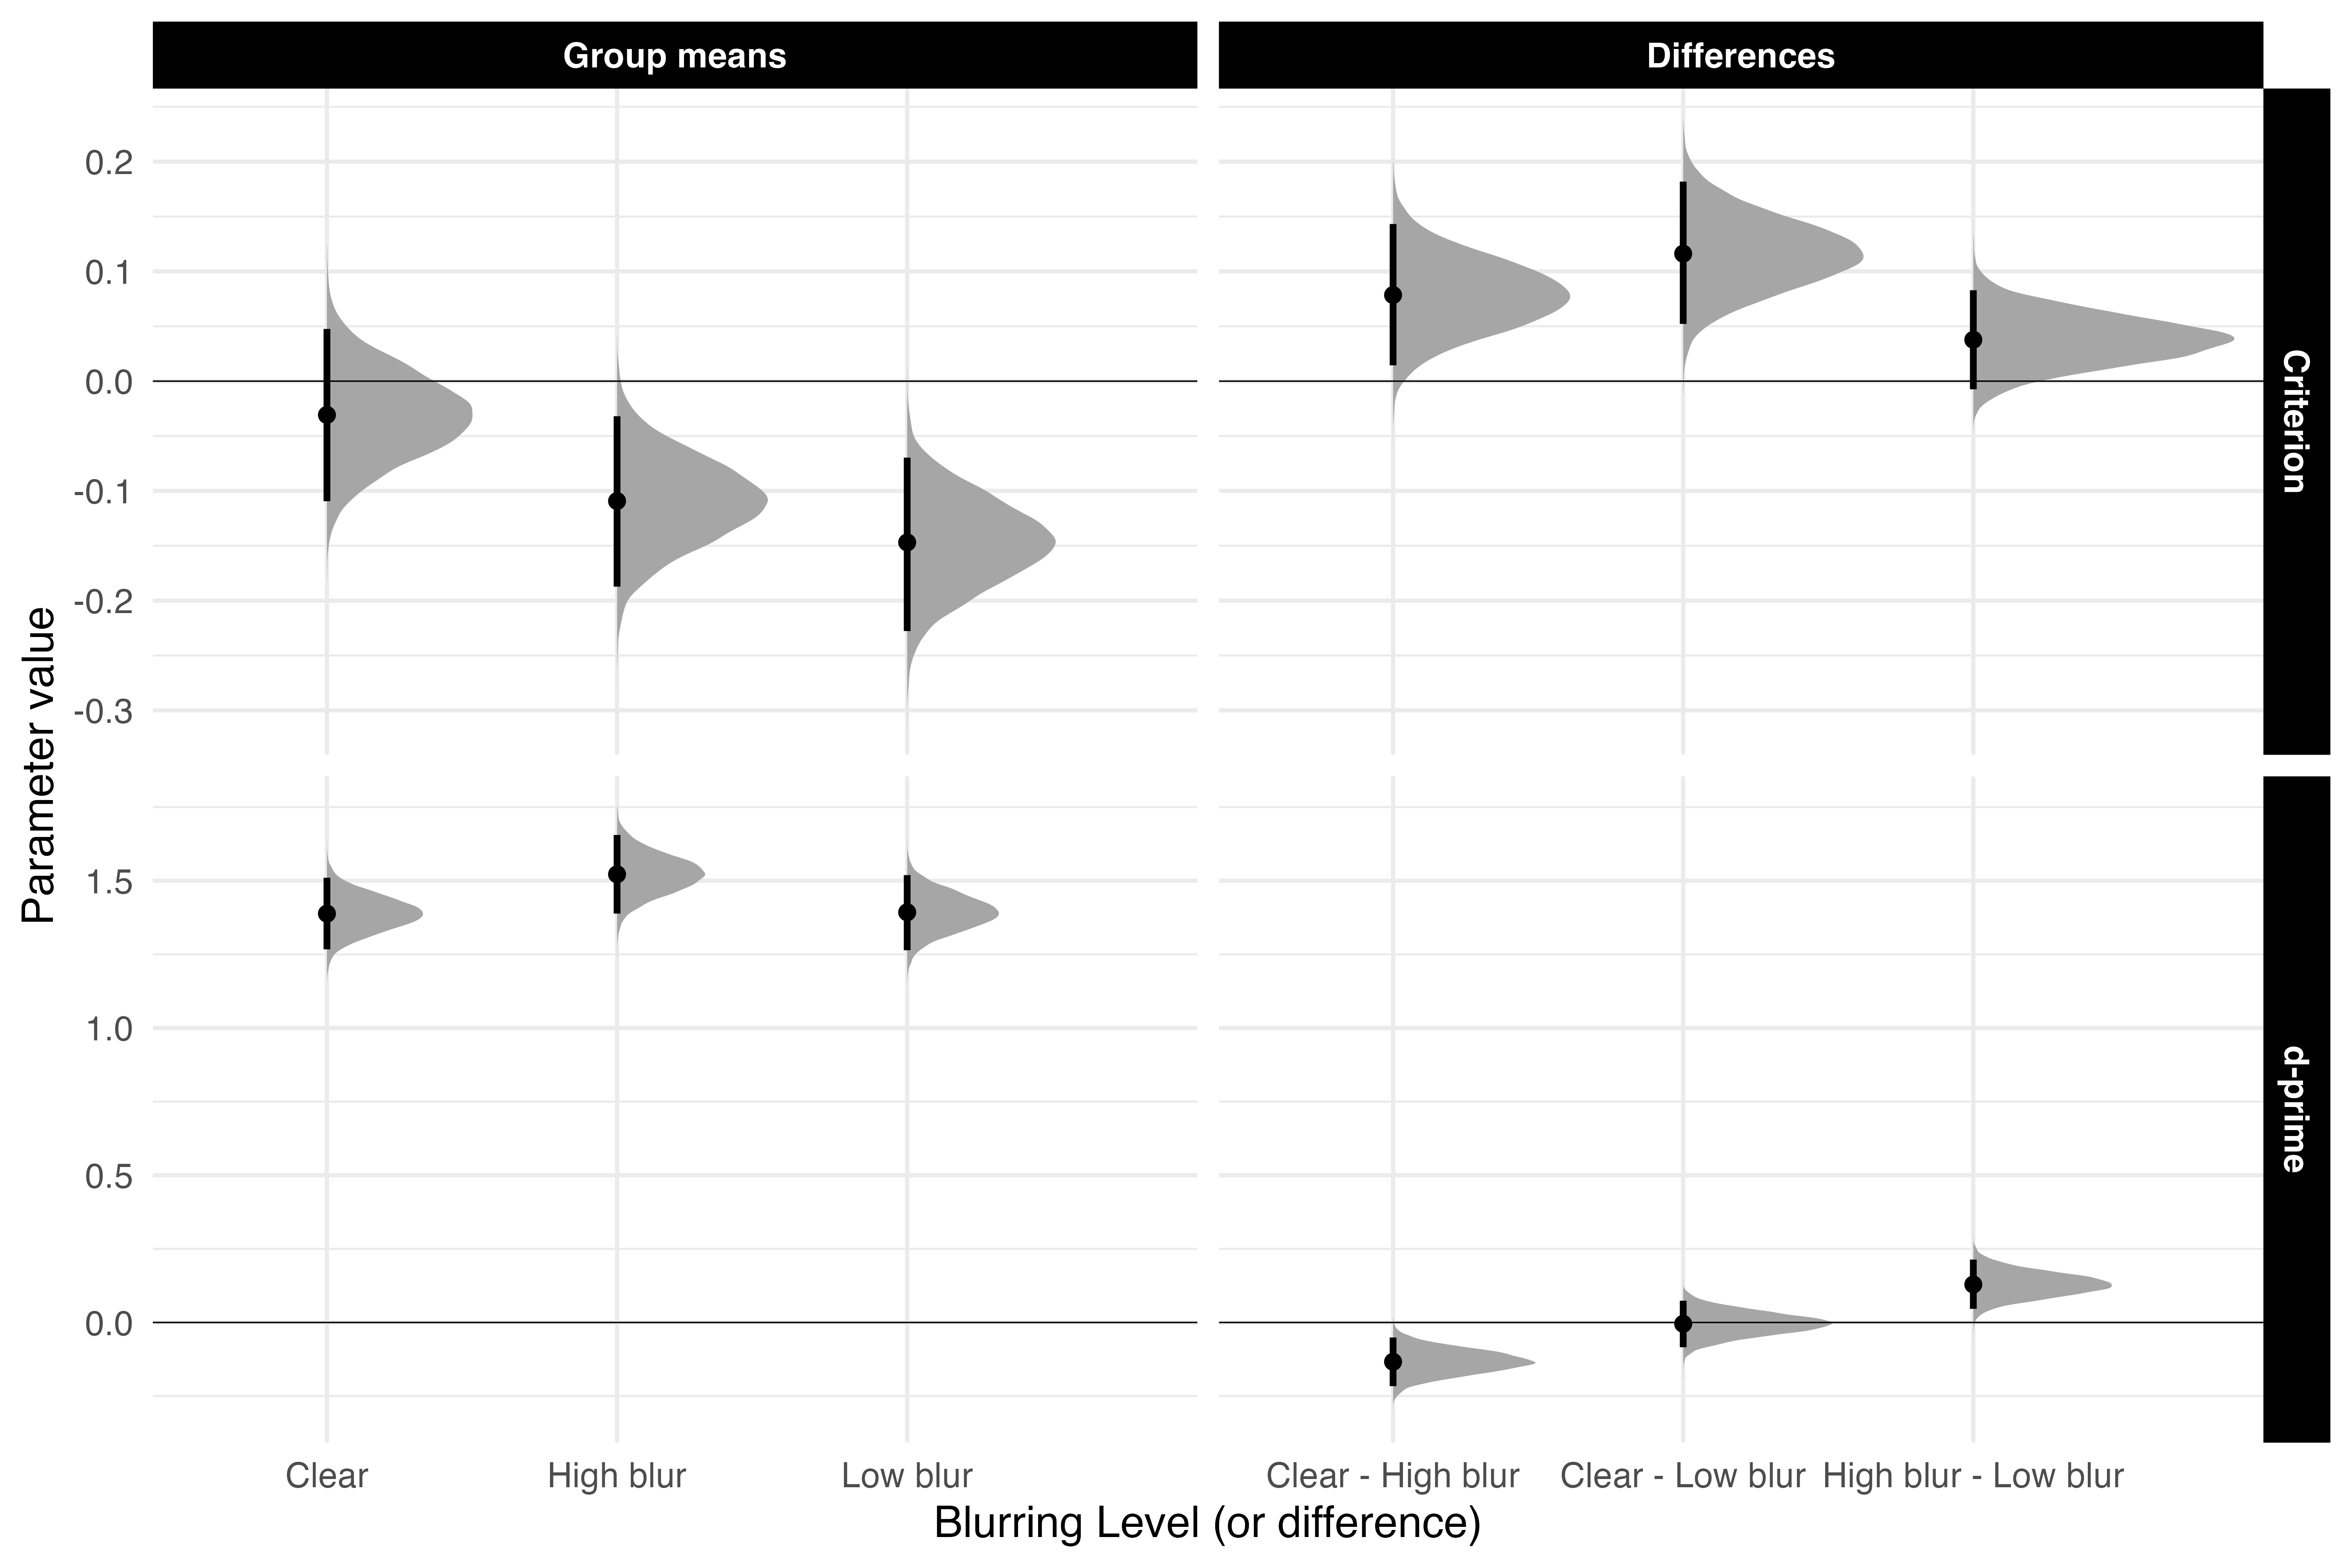 Group means
Differences
Parameter value
0.2
0.1
0.0
-0.1
-0.2
-0.3
Criterion
1.5
1.0
0.5
0.0
d-prime
Clear
High blur
Low blur
Clear - High blur
Clear - Low blur
High blur - Low blur
Blurring Level (or difference)